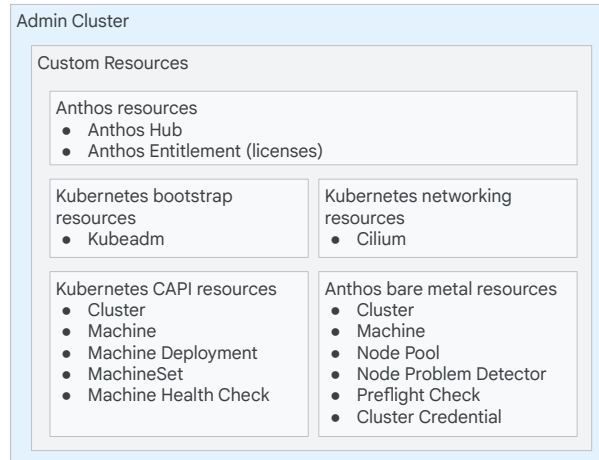 Admin Cluster
Custom Resources
Anthos resources
● Anthos Hub
● Anthos Entitlement (licenses)
Kubernetes bootstrap
resources
● Kubeadm
Kubernetes networking
resources
● Cilium
Kubernetes CAPI resources
● Cluster
● Machine
● Machine Deployment
● MachineSet
● Machine Health Check
Anthos bare metal resources
● Cluster
● Machine
● Node Pool
● Node Problem Detector
● Preflight Check
● Cluster Credential